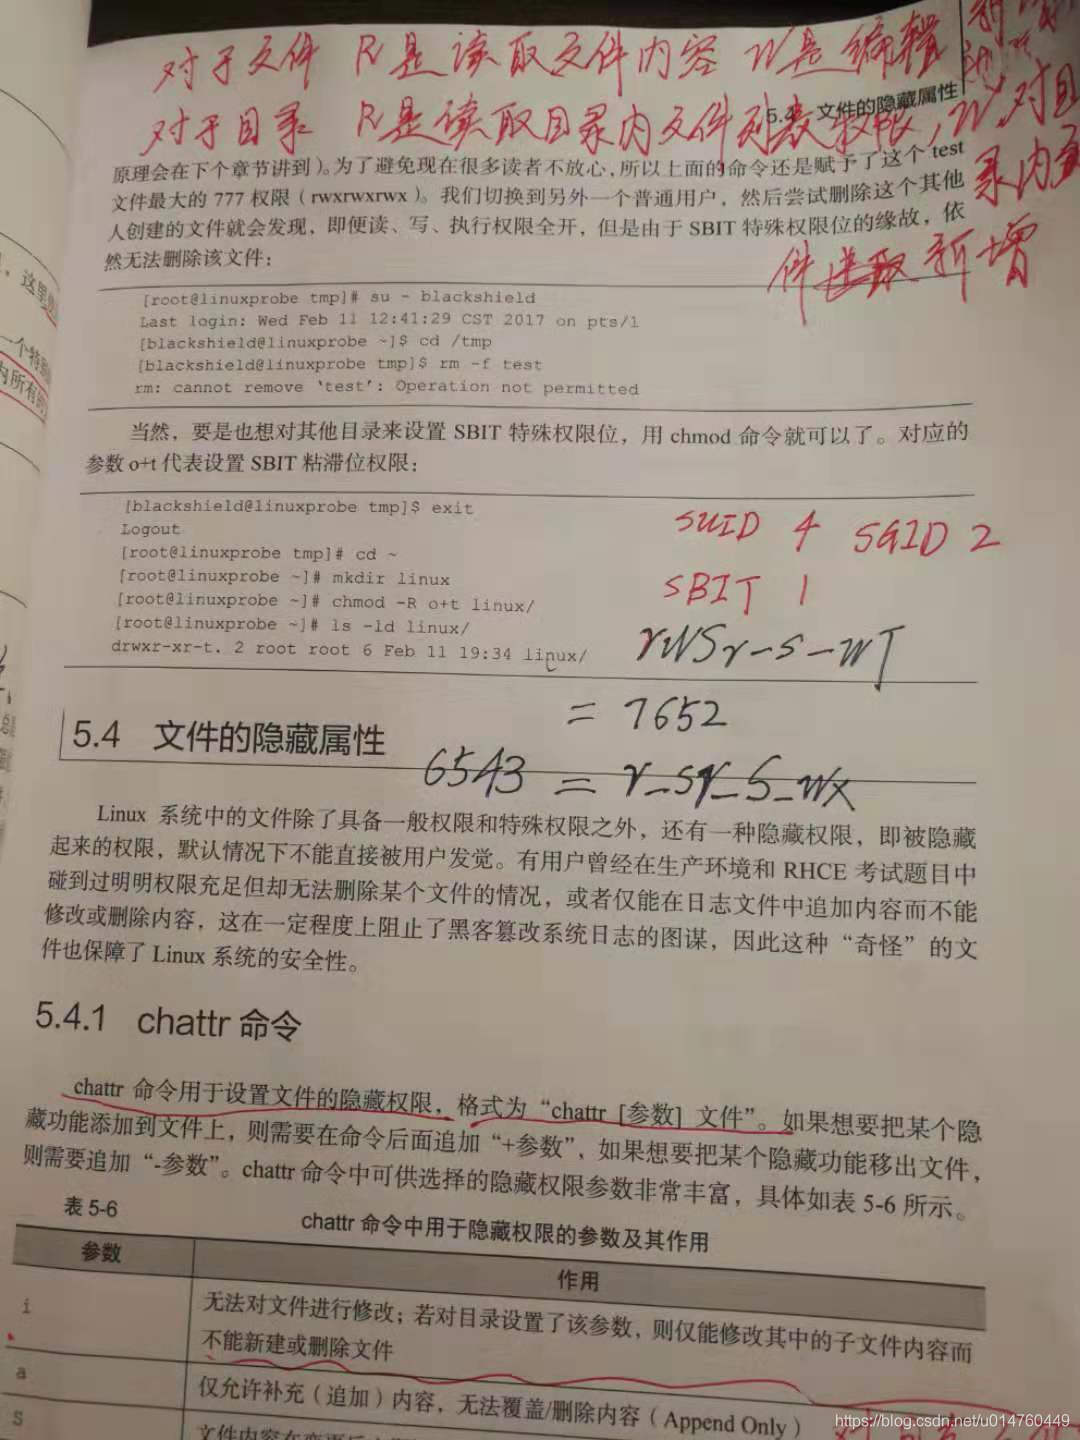 对于文件 R是读取文件内容 W是编辑
对于目录 R是读取目录内文件列表权限,W对目
录内文
件读取新增
5.4 文件的隐藏属性
原理会在下个章节讲到）。为了避免现在很多读者不放心，所以上面的命令还是赋予了这个 test
文件最大的 777 权限（rwxrwxrwx）。我们切换到另外一个普通用户，然后尝试删除这个其他
人创建的文件就会发现，即便读、写、执行权限全开，但是由于 SBIT 特殊权限位的缘故，依
然无法删除该文件：
[root@linuxprobe tmp]# su - blackshield
Last login: Wed Feb 11 12:41:29 CST 2017 on pts/1
[blackshield@linuxprobe ~]$ cd /tmp
[blackshield@linuxprobe tmp]$ rm -f test
rm: cannot remove ‘test’: Operation not permitted
当然，要是也想对其他目录来设置 SBIT 特殊权限位，用 chmod 命令就可以了。对应的
参数 o+t 代表设置 SBIT 粘滞位权限：
[blackshield@linuxprobe tmp]$ exit
Logout
[root@linuxprobe tmp]# cd ~
[root@linuxprobe ~]# mkdir linux
[root@linuxprobe ~]# chmod -R o+t linux/
[root@linuxprobe ~]# ls -ld linux/
drwxr-xr-t. 2 root root 6 Feb 11 19:34 linux/
SUID 4 SGID 2
SBIT 1
rWSr-s-wT
= 7652
6543 = r-sr-S-wx
5.4 文件的隐藏属性
Linux 系统中的文件除了具备一般权限和特殊权限之外，还有一种隐藏权限，即被隐藏
起来的权限，默认情况下不能直接被用户发觉。有用户曾经在生产环境和 RHCE 考试题目中
碰到过明明权限充足但却无法删除某个文件的情况，或者仅能在日志文件中追加内容而不能
修改或删除内容，这在一定程度上阻止了黑客篡改系统日志的图谋，因此这种“奇怪”的文
件也保障了 Linux 系统的安全性。
5.4.1 chattr 命令
chattr 命令用于设置文件的隐藏权限，格式为“chattr [参数] 文件”。如果想要把某个隐
藏功能添加到文件上，则需要在命令后面追加“+参数”，如果想要把某个隐藏功能移出文件，
则需要追加“-参数”。chattr 命令中可供选择的隐藏权限参数非常丰富，具体如表 5-6 所示。
表 5-6 chattr 命令中用于隐藏权限的参数及其作用
参数 作用
i 无法对文件进行修改；若对目录设置了该参数，则仅能修改其中的子文件内容而
不能新建或删除文件
a 仅允许补充（追加）内容，无法覆盖/删除内容（Append Only）
S
https://blog.csdn.net/u014760449